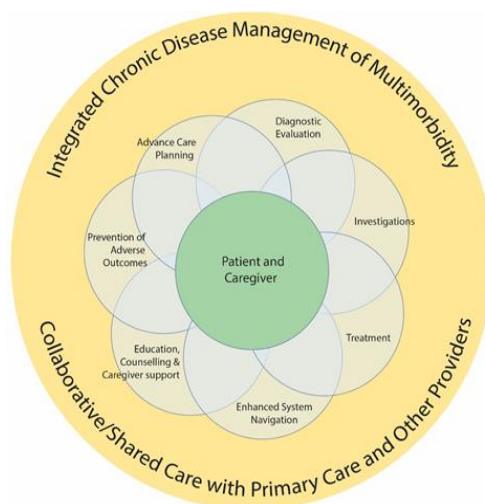 Integrated Chronic Disease Management of Multimorbidity
Diagnostic
Evaluation
Advance Care
Planning
Investigations
Prevention of
Adverse
Outcomes
Patient and
Caregiver
Treatment
Education,
Counselling &
Caregiver support
Enhanced System
Navigation
Collaborative/Shared Care with Primary Care and Other Providers